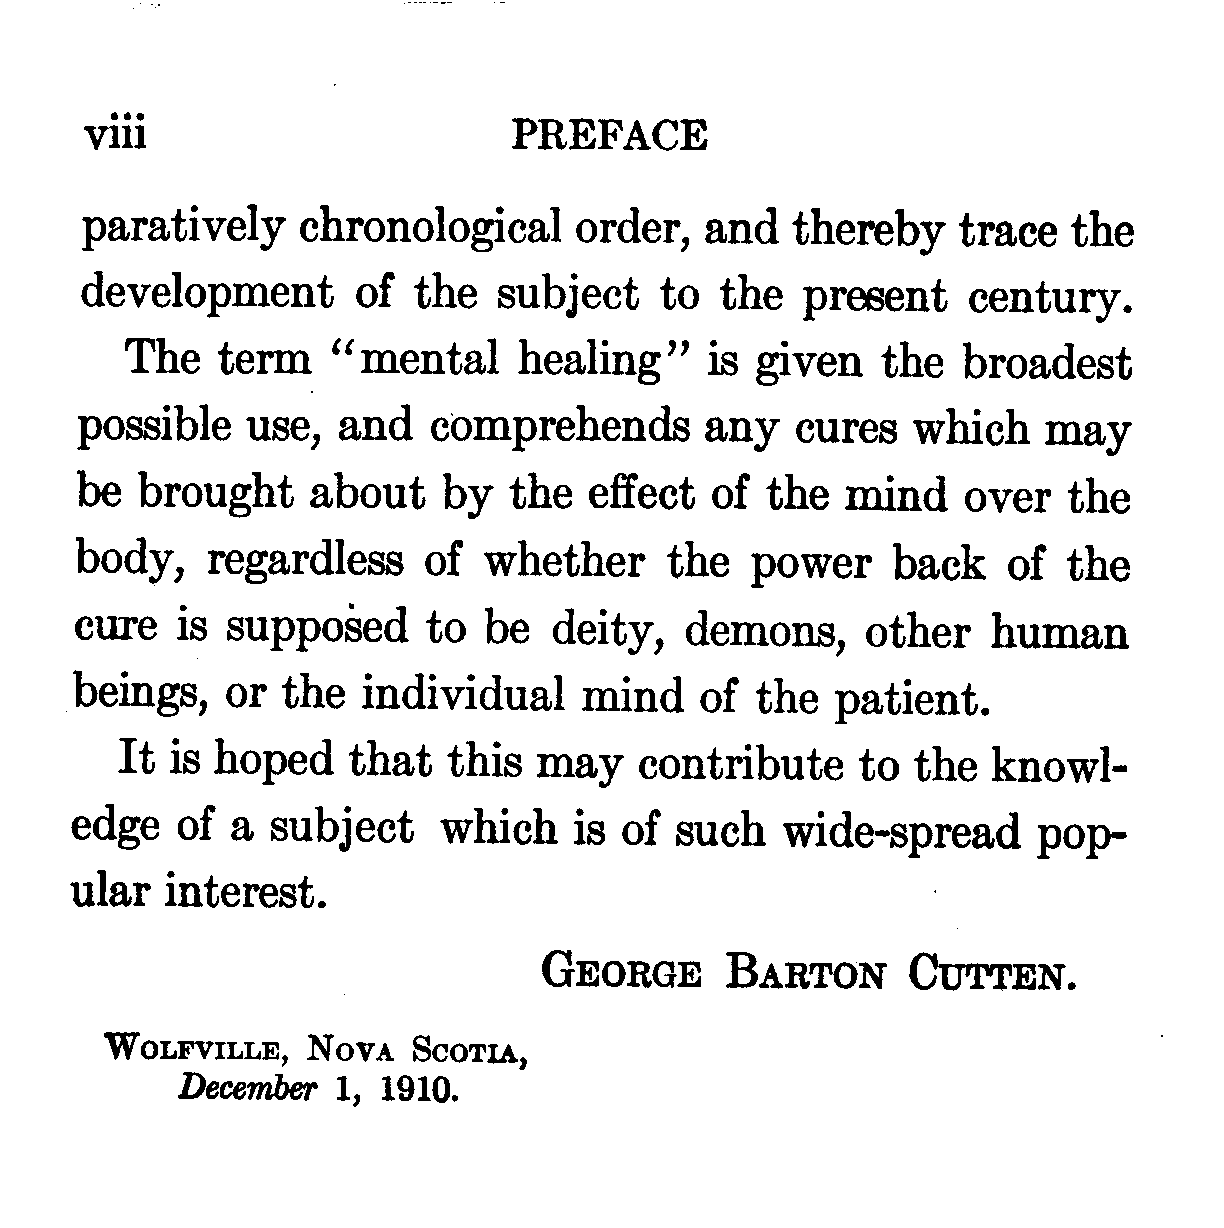 viii PREFACE
paratively chronological order, and thereby trace the
development of the subject to the present century.
The term “mental healing” is given the broadest
possible use, and comprehends any cures which may
be brought about by the effect of the mind over the
body, regardless of whether the power back of the
cure is supposed to be deity, demons, other human
beings, or the individual mind of the patient.
It is hoped that this may contribute to the knowl-
edge of a subject which is of such wide-spread pop-
ular interest.
George Barton Cutten.
Wolfville, Nova Scotia,
December 1, 1910.